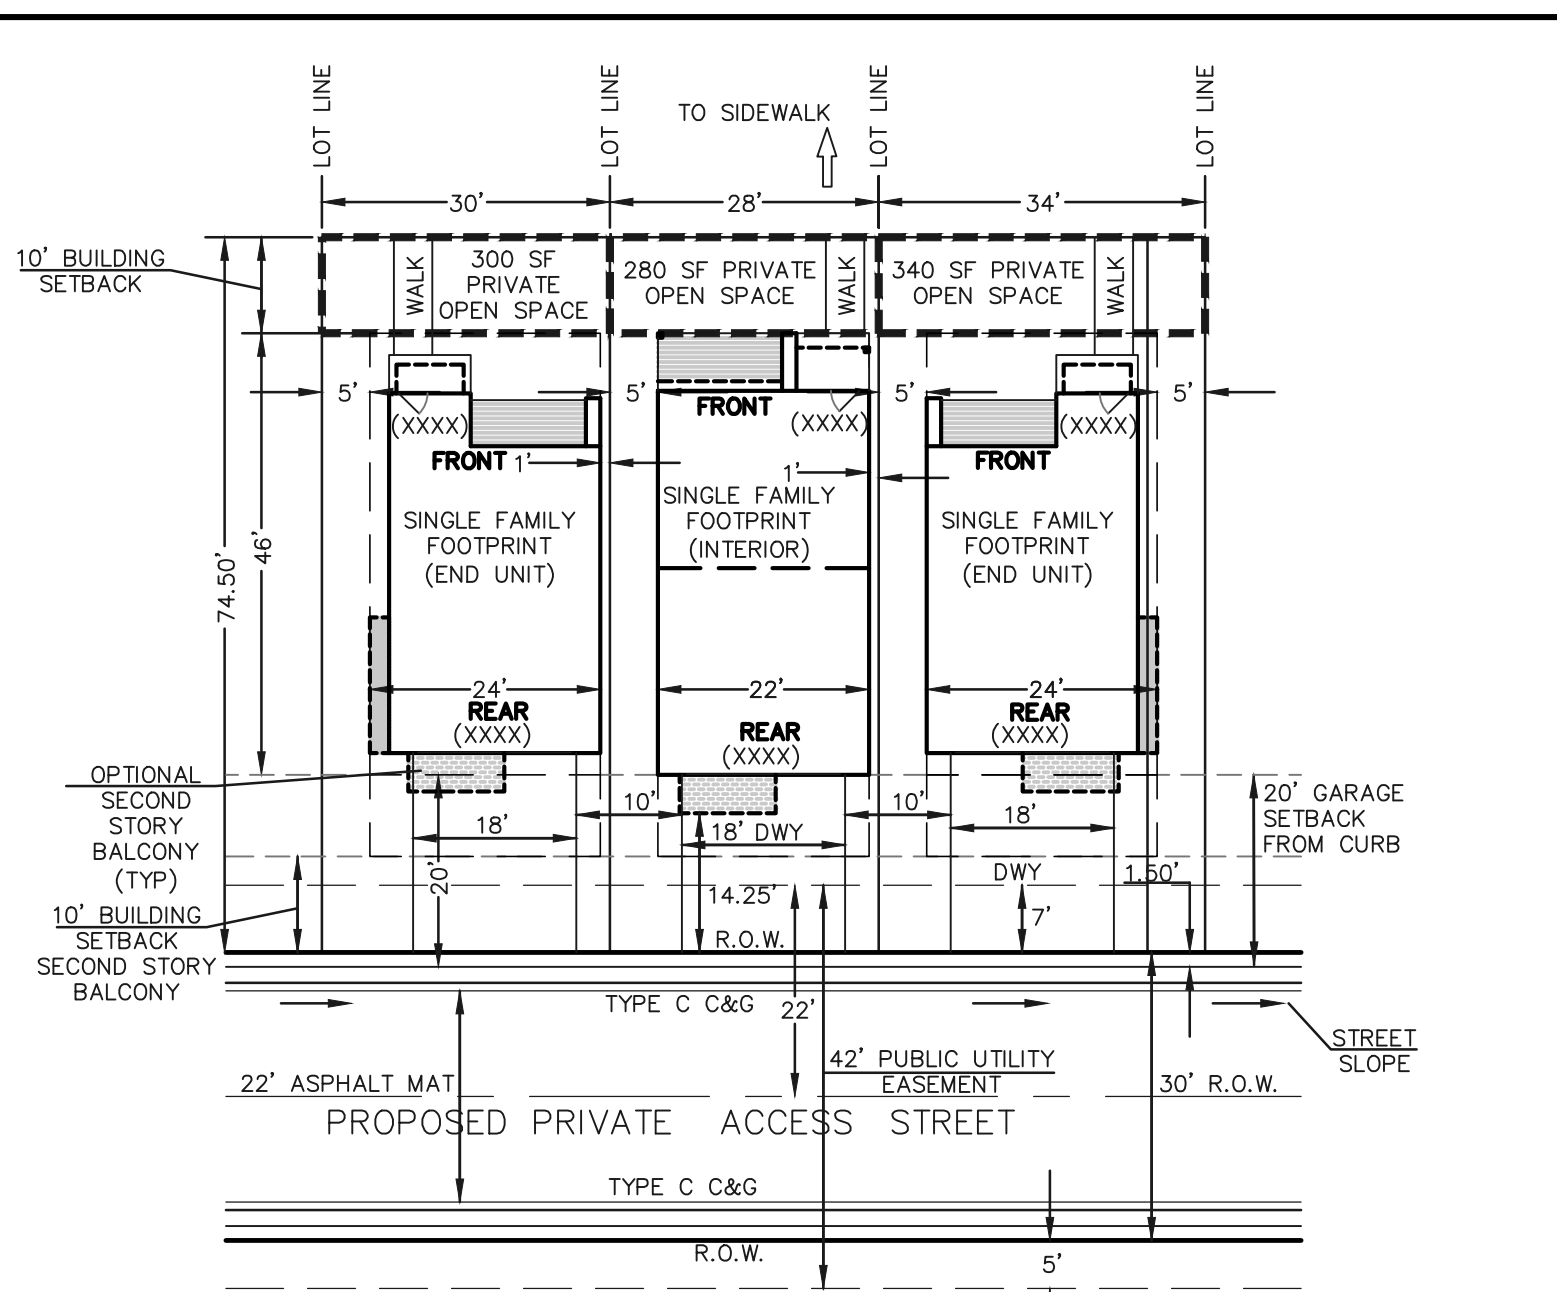 LOT LINE
LOT LINE
LOT LINE
LOT LINE
TO SIDEWALK
30'
28'
34'
10' BUILDING
SETBACK
WALK
300 SF
PRIVATE
OPEN SPACE
280 SF PRIVATE
OPEN SPACE
WALK
340 SF PRIVATE
OPEN SPACE
WALK
5'
5'
5'
5'
(XXXX)
FRONT
1'
FRONT
(XXXX)
1'
(XXXX)
FRONT
SINGLE FAMILY
FOOTPRINT
(END UNIT)
SINGLE FAMILY
FOOTPRINT
(INTERIOR)
SINGLE FAMILY
FOOTPRINT
(END UNIT)
74.50'
46'
24'
REAR
(XXXX)
22'
REAR
(XXXX)
24'
REAR
(XXXX)
OPTIONAL
SECOND
STORY
BALCONY
(TYP)
10' BUILDING
SETBACK
SECOND STORY
BALCONY
18'
20'
10'
18' DWY
14.25'
R.O.W.
10'
18'
DWY
7'
1.50'
20' GARAGE
SETBACK
FROM CURB
TYPE C C&G
22'
STREET
SLOPE
22' ASPHALT MAT
42' PUBLIC UTILITY
EASEMENT
30' R.O.W.
PROPOSED PRIVATE ACCESS STREET
TYPE C C&G
R.O.W.
5'